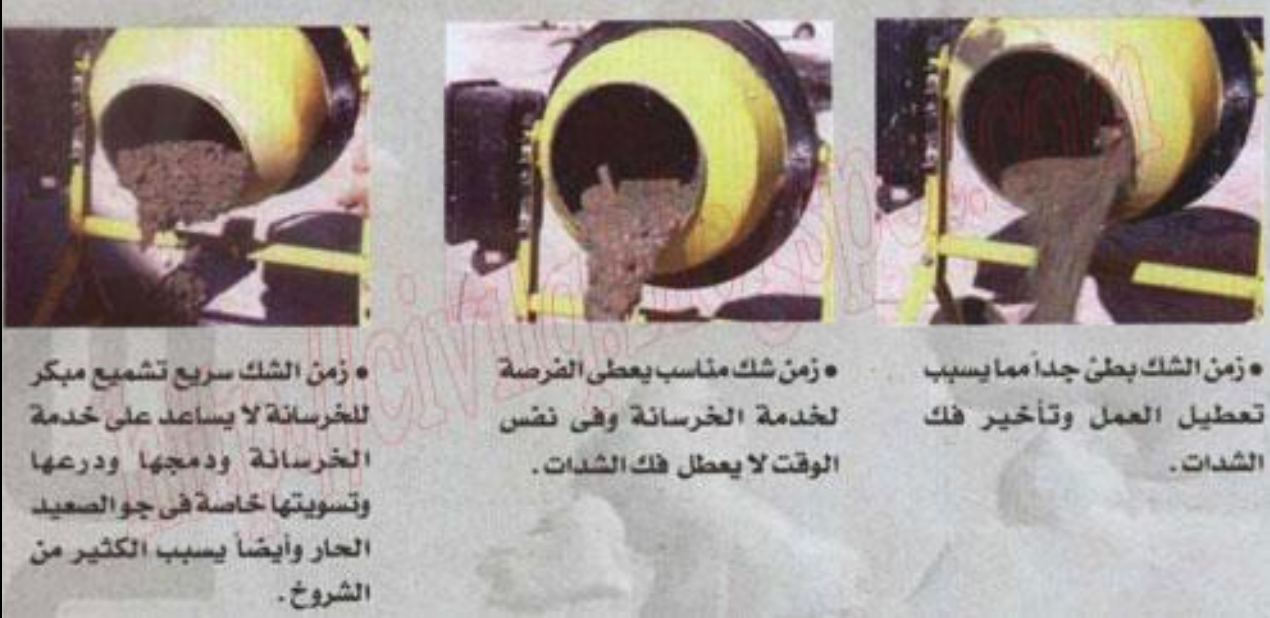 • زمن الشك بطئ جداً مما يسبب
تعطيل العمل وتأخير فك
الشدات.
• زمن شك مناسب يعطى الفرصة
لخدمة الخرسانة وفى نفس
الوقت لا يعطل فك الشدات.
• زمن الشك سريع تشميع مبكر
للخرسانة لا يساعد على خدمة
الخرسانة ودمجها ودرعها
وتسويتها خاصة فى جو الصعيد
الحار وأيضاً يسبب الكثير من
الشروخ.